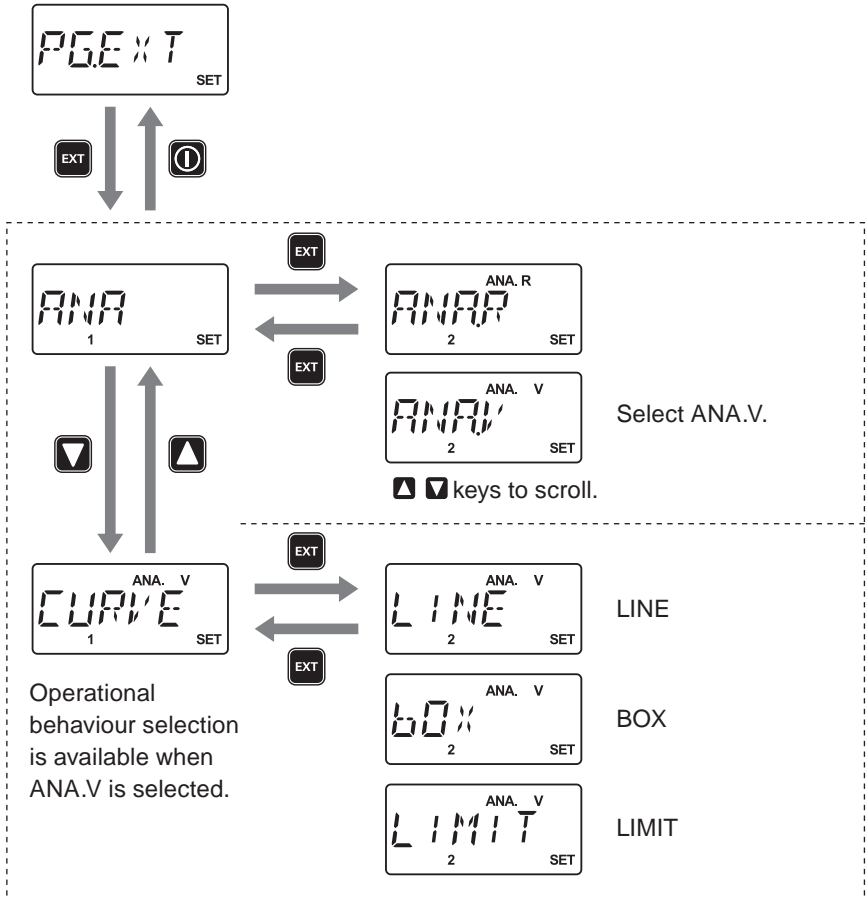 PG.EXT
SET
EXT
EXT
ANA
1
SET
ANA. R
ANA.R
2
SET
EXT
ANA. V
ANA.V
2
SET
Select ANA.V.
keys to scroll.
EXT
ANA. V
CURVE
1
SET
ANA. V
LINE
2
SET
LINE
EXT
Operational
behaviour selection
is available when
ANA.V is selected.
ANA. V
bOX
2
SET
BOX
ANA. V
LIMIT
2
SET
LIMIT